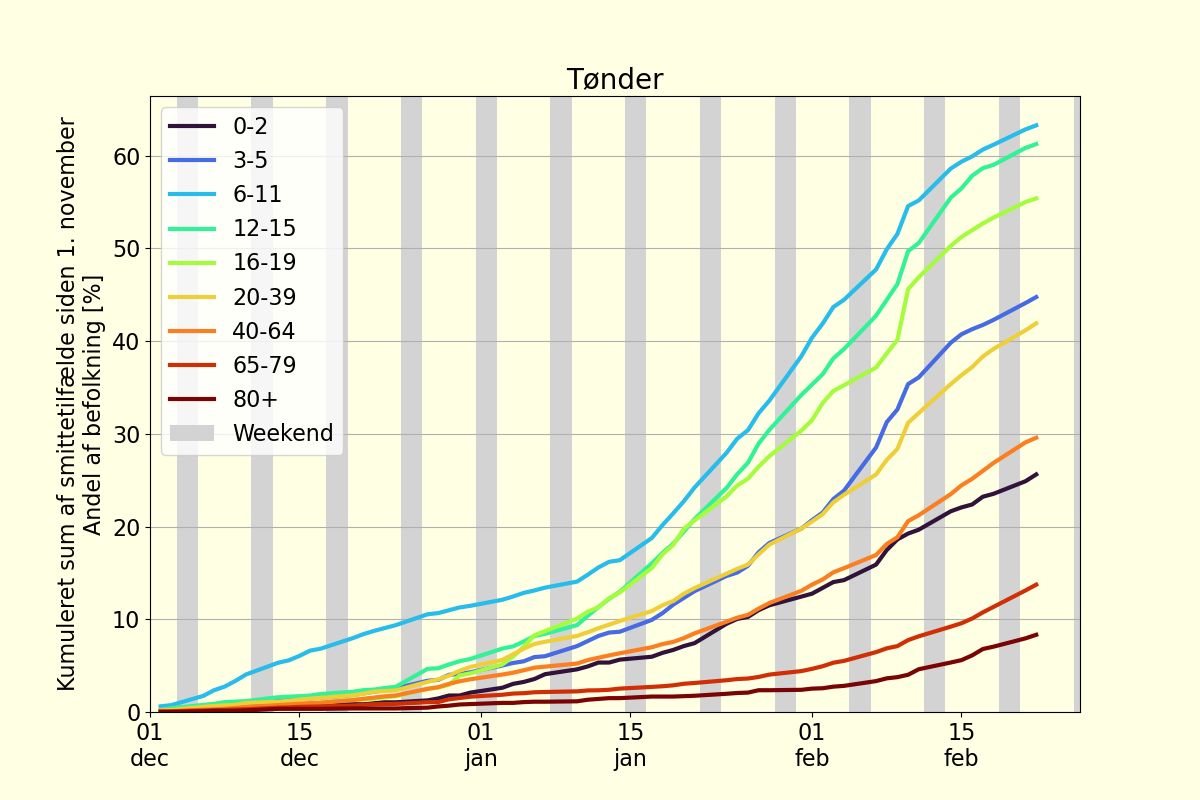 Tønder
Kumuleret sum af smittetilfælde siden 1. november
Andel af befolkning [%]
0-2
3-5
6-11
12-15
16-19
20-39
40-64
65-79
80+
Weekend
60
50
40
30
20
10
0
01
dec
15
dec
01
jan
15
jan
01
feb
15
feb